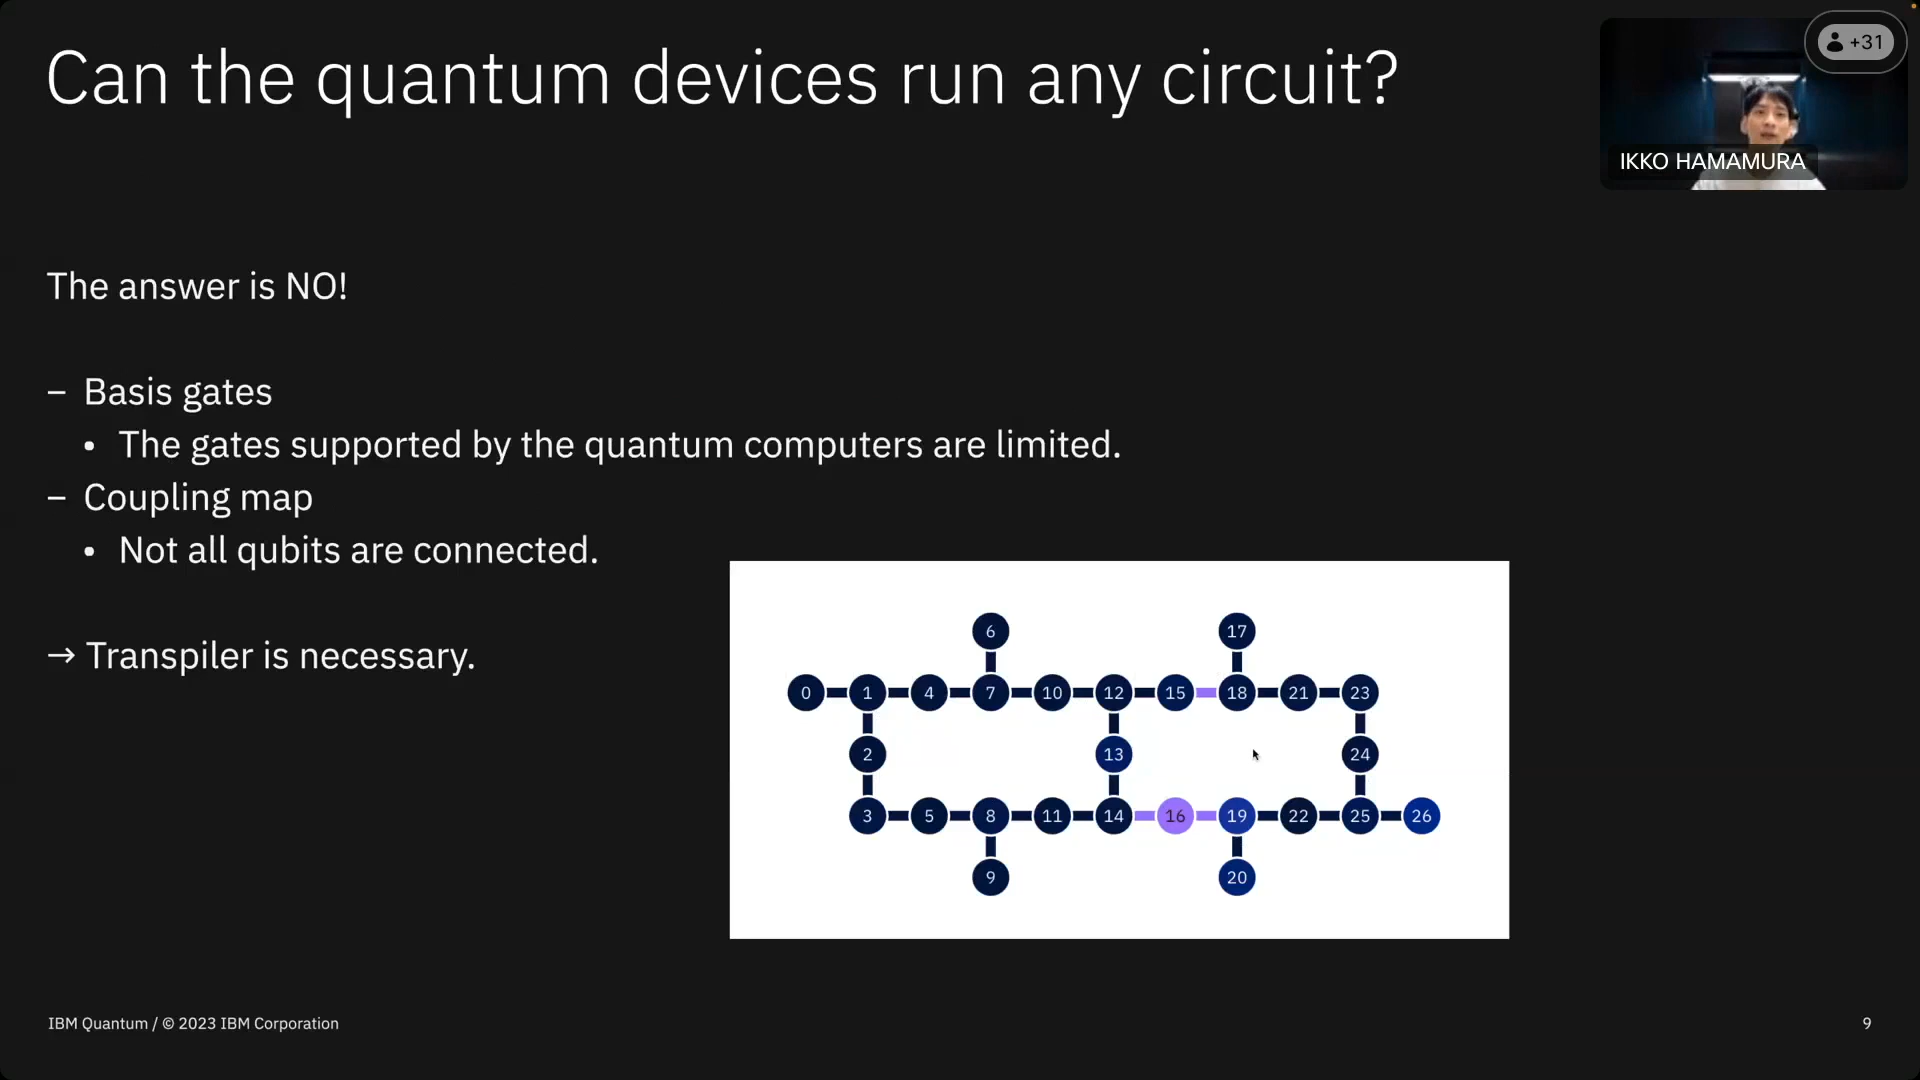 Can the quantum devices run any circuit?
+31
IKKO HAMAMURA
The answer is NO!
– Basis gates
• The gates supported by the quantum computers are limited.
– Coupling map
• Not all qubits are connected.
→ Transpiler is necessary.
6 17
0 1 4 7 10 12 15 18 21 23
2 13 24
3 5 8 11 14 16 19 22 25 26
9 20
IBM Quantum / © 2023 IBM Corporation
9